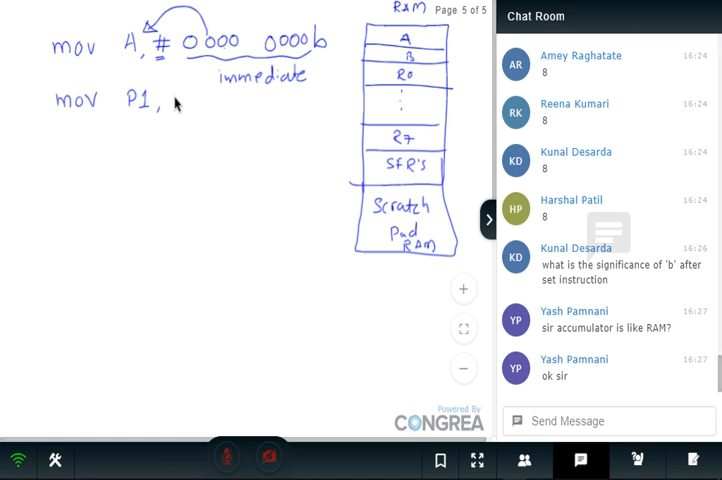 mov A, # 0000 0000b
immediate
mov P1,
RAM
A
B
R0
R7
SFR's
Scratch
Pad
RAM
Page 5 of 5
Powered By
CONGREA
Chat Room
AR
Amey Raghatate 16:24
8
RK
Reena Kumari 16:24
8
KD
Kunal Desarda 16:24
8
HP
Harshal Patil 16:24
8
KD
Kunal Desarda 16:26
what is the significance of 'b' after
set instruction
YP
Yash Pamnani 16:27
sir accumulator is like RAM?
YP
Yash Pamnani 16:27
ok sir
Send Message